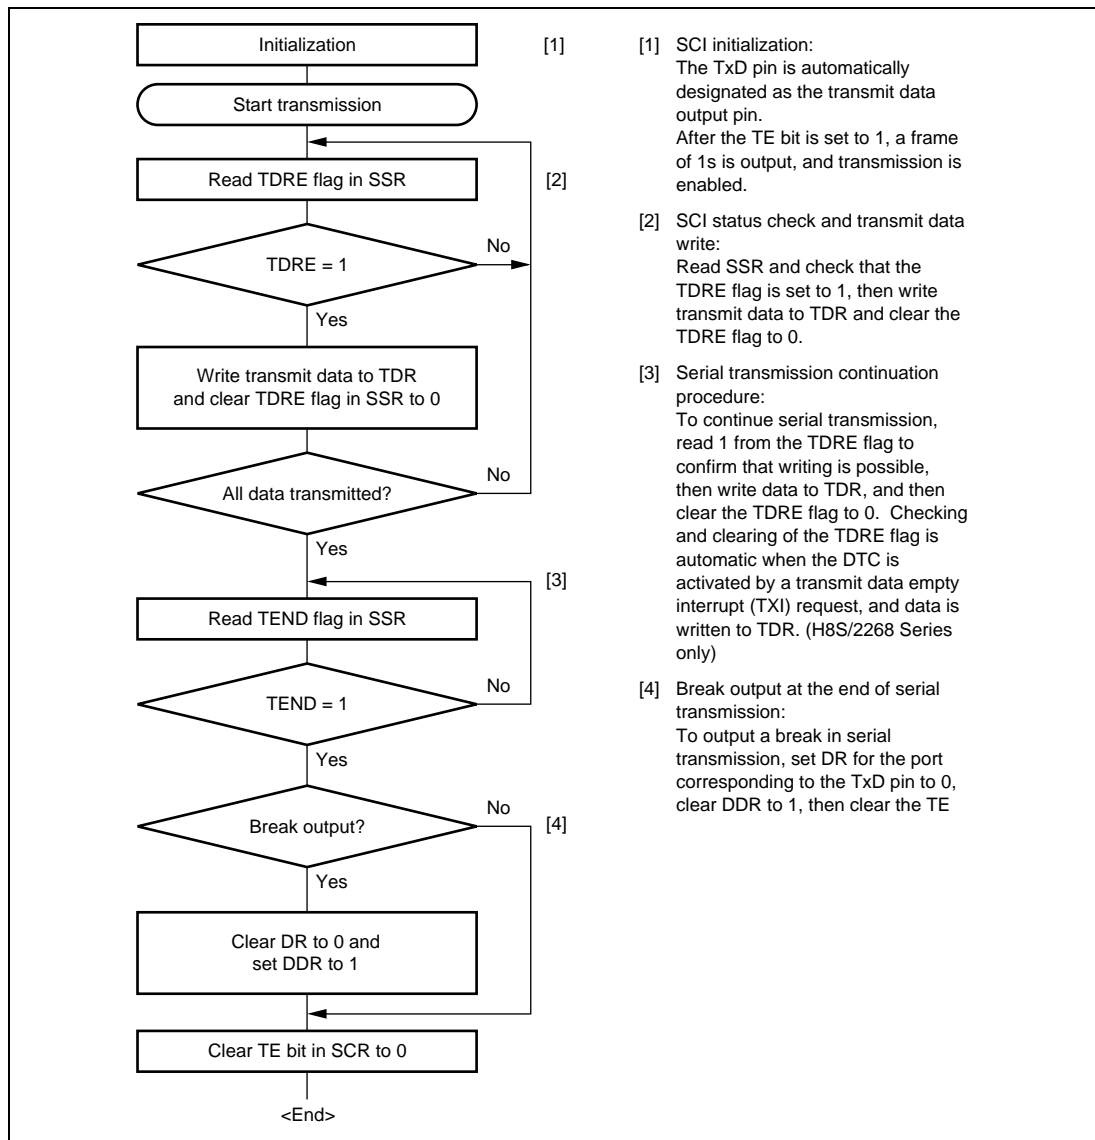 Initialization
[1]
Start transmission
Read TDRE flag in SSR
[2]
TDRE = 1
No
Yes
Write transmit data to TDR
and clear TDRE flag in SSR to 0
All data transmitted?
No
Yes
[3]
Read TEND flag in SSR
TEND = 1
No
Yes
Break output?
No
[4]
Yes
Clear DR to 0 and
set DDR to 1
Clear TE bit in SCR to 0
<End>
[1] SCI initialization:
The TxD pin is automatically
designated as the transmit data
output pin.
After the TE bit is set to 1, a frame
of 1s is output, and transmission is
enabled.
[2] SCI status check and transmit data
write:
Read SSR and check that the
TDRE flag is set to 1, then write
transmit data to TDR and clear the
TDRE flag to 0.
[3] Serial transmission continuation
procedure:
To continue serial transmission,
read 1 from the TDRE flag to
confirm that writing is possible,
then write data to TDR, and then
clear the TDRE flag to 0. Checking
and clearing of the TDRE flag is
automatic when the DTC is
activated by a transmit data empty
interrupt (TXI) request, and data is
written to TDR. (H8S/2268 Series
only)
[4] Break output at the end of serial
transmission:
To output a break in serial
transmission, set DR for the port
corresponding to the TxD pin to 0,
clear DDR to 1, then clear the TE